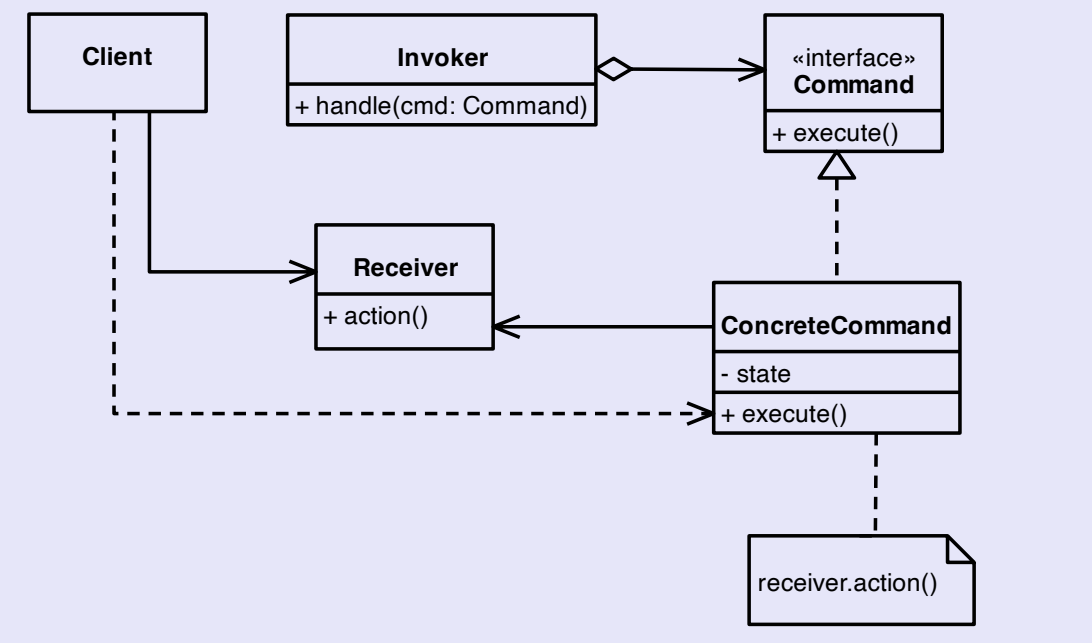 Client
Invoker
+ handle(cmd: Command)
«interface»
Command
+ execute()
Receiver
+ action()
ConcreteCommand
- state
+ execute()
receiver.action()